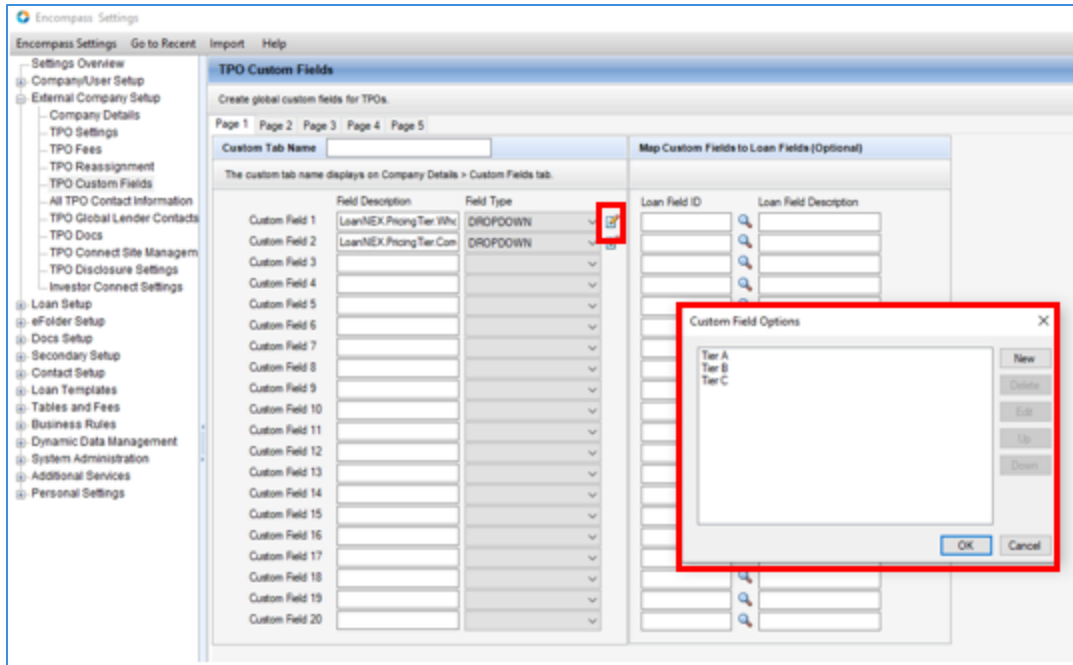 Encompass Settings
Encompass Settings Go to Recent Import Help
Settings Overview
Company/User Setup
External Company Setup
Company Details
TPO Settings
TPO Fees
TPO Reassignment
TPO Custom Fields
All TPO Contact Information
TPO Global Lender Contacts
TPO Docs
TPO Connect Site Managem
TPO Disclosure Settings
Investor Connect Settings
Loan Setup
eFolder Setup
Docs Setup
Secondary Setup
Contact Setup
Loan Templates
Tables and Fees
Business Rules
Dynamic Data Management
System Administration
Additional Services
Personal Settings
TPO Custom Fields
Create global custom fields for TPOs.
Page 1 Page 2 Page 3 Page 4 Page 5
Custom Tab Name
The custom tab name displays on Company Details > Custom Fields tab.
Field Description Field Type
Custom Field 1 LoanNEX.PricingTier.Who DROPDOWN
Custom Field 2 LoanNEX.PricingTier.Com DROPDOWN
Custom Field 3
Custom Field 4
Custom Field 5
Custom Field 6
Custom Field 7
Custom Field 8
Custom Field 9
Custom Field 10
Custom Field 11
Custom Field 12
Custom Field 13
Custom Field 14
Custom Field 15
Custom Field 16
Custom Field 17
Custom Field 18
Custom Field 19
Custom Field 20
Map Custom Fields to Loan Fields (Optional)
Loan Field ID Loan Field Description
Custom Field Options
Tier A
Tier B
Tier C
New
Delete
Edit
Up
Down
OK Cancel